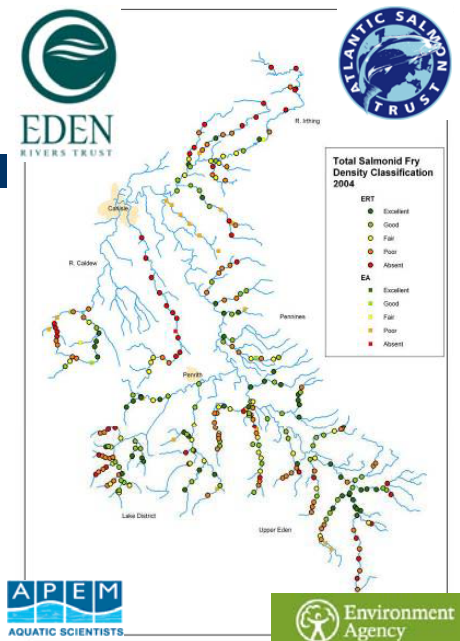 EDEN
RIVERS TRUST
ATLANTIC SALMON TRUST
R. Irthing
Total Salmonid Fry
Density Classification
2004
ERT
Excellent
Good
Fair
Poor
Absent
EA
Excellent
Good
Fair
Poor
Absent
Carlisle
R. Caldew
Pennines
Penrith
Lake District
Upper Eden
APEM
AQUATIC SCIENTISTS
Environment
Agency